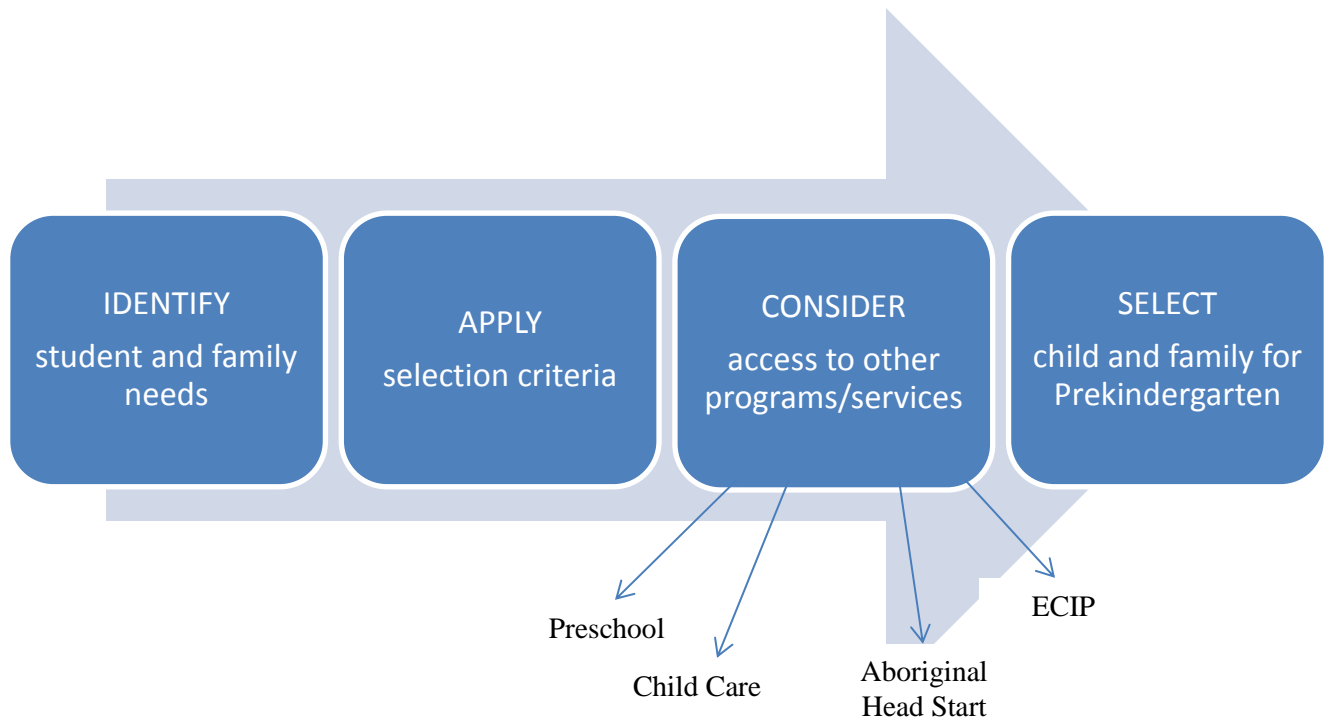 IDENTIFY
student and family
needs
APPLY
selection criteria
CONSIDER
access to other
programs/services
SELECT
child and family for
Prekindergarten
Preschool
Child Care
Aboriginal
Head Start
ECIP